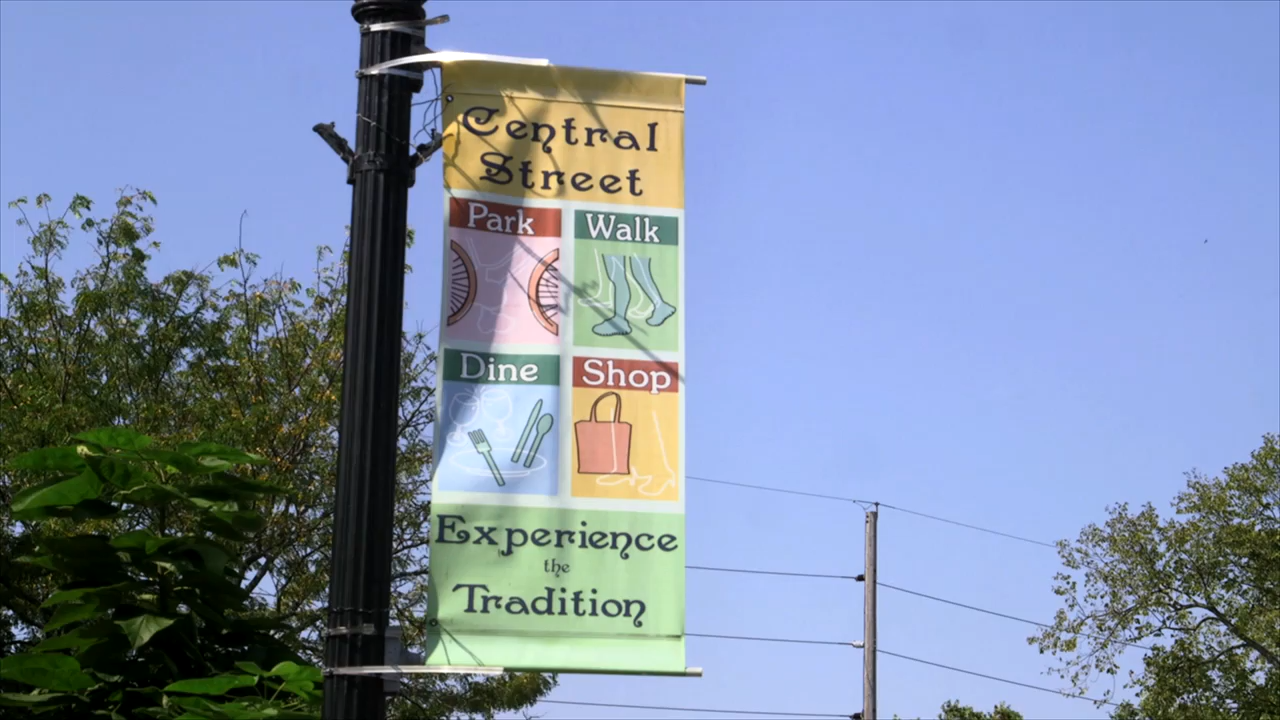 Central
Street
Park
Walk
Dine
Shop
Experience
the
Tradition